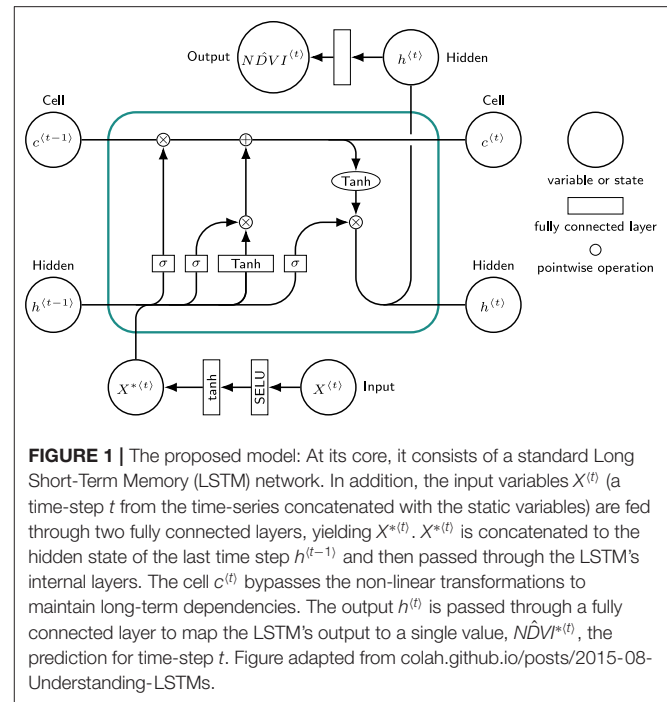 Output
ND̂VI⟨t⟩
h⟨t⟩
Hidden
Cell
Cell
c⟨t−1⟩
⊗
⊕
c⟨t⟩
Tanh
variable or state
⊗
⊗
fully connected layer
Hidden
σ
σ
Tanh
σ
Hidden
pointwise operation
h⟨t−1⟩
h⟨t⟩
X*⟨t⟩
tanh
SELU
X⟨t⟩
Input
FIGURE 1 | The proposed model: At its core, it consists of a standard Long
Short-Term Memory (LSTM) network. In addition, the input variables X⟨t⟩ (a
time-step t from the time-series concatenated with the static variables) are fed
through two fully connected layers, yielding X*⟨t⟩. X*⟨t⟩ is concatenated to the
hidden state of the last time step h⟨t−1⟩ and then passed through the LSTM's
internal layers. The cell c⟨t⟩ bypasses the non-linear transformations to
maintain long-term dependencies. The output h⟨t⟩ is passed through a fully
connected layer to map the LSTM's output to a single value, ND̂VI*⟨t⟩, the
prediction for time-step t. Figure adapted from colah.github.io/posts/2015-08-
Understanding-LSTMs.